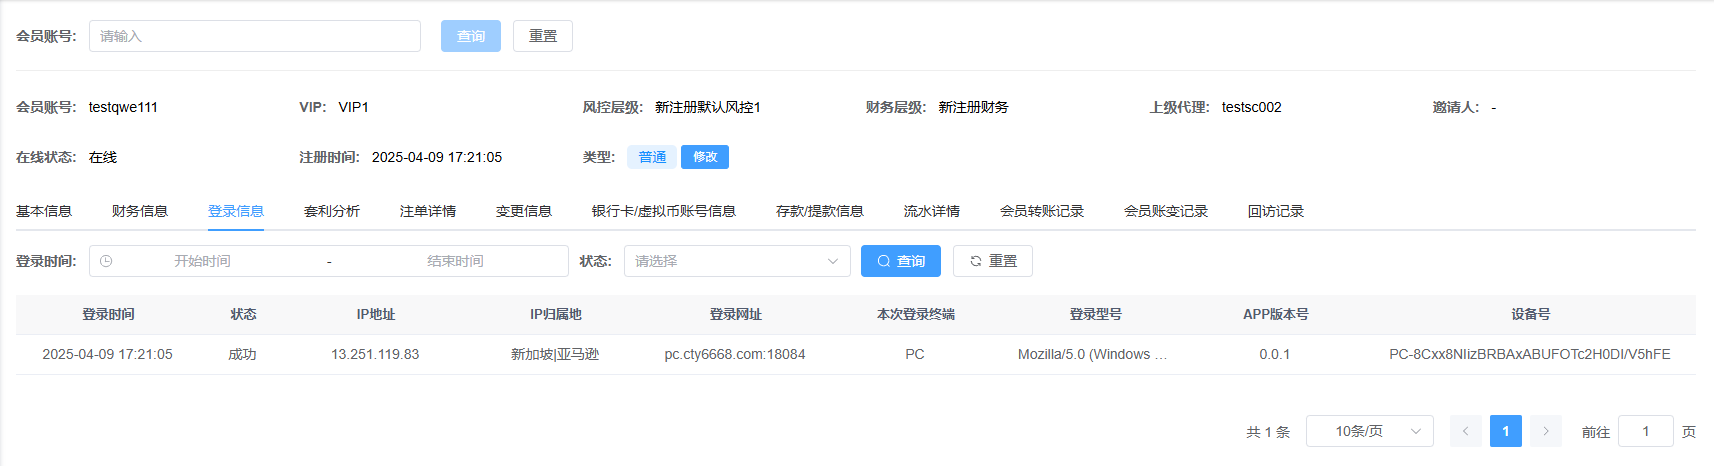 会员账号: 请输入 查询 重置
会员账号: testqwe111 VIP: VIP1 风控层级: 新注册默认风控1 财务层级: 新注册财务 上级代理: testsc002 邀请人: -
在线状态: 在线 注册时间: 2025-04-09 17:21:05 类型: 普通 修改
基本信息 财务信息 登录信息 套利分析 注单详情 变更信息 银行卡/虚拟币账号信息 存款/提款信息 流水详情 会员转账记录 会员账变记录 回访记录
登录时间: 开始时间 - 结束时间 状态: 请选择 查询 重置
登录时间 状态 IP地址 IP归属地 登录网址 本次登录终端 登录型号 APP版本号 设备号
2025-04-09 17:21:05 成功 13.251.119.83 新加坡|亚马逊 pc.cty6668.com:18084 PC Mozilla/5.0 (Windows ... 0.0.1 PC-8Cxx8NIizBRBAxABUFOTc2H0DI/V5hFE
共 1 条 10条/页 1 前往 1 页